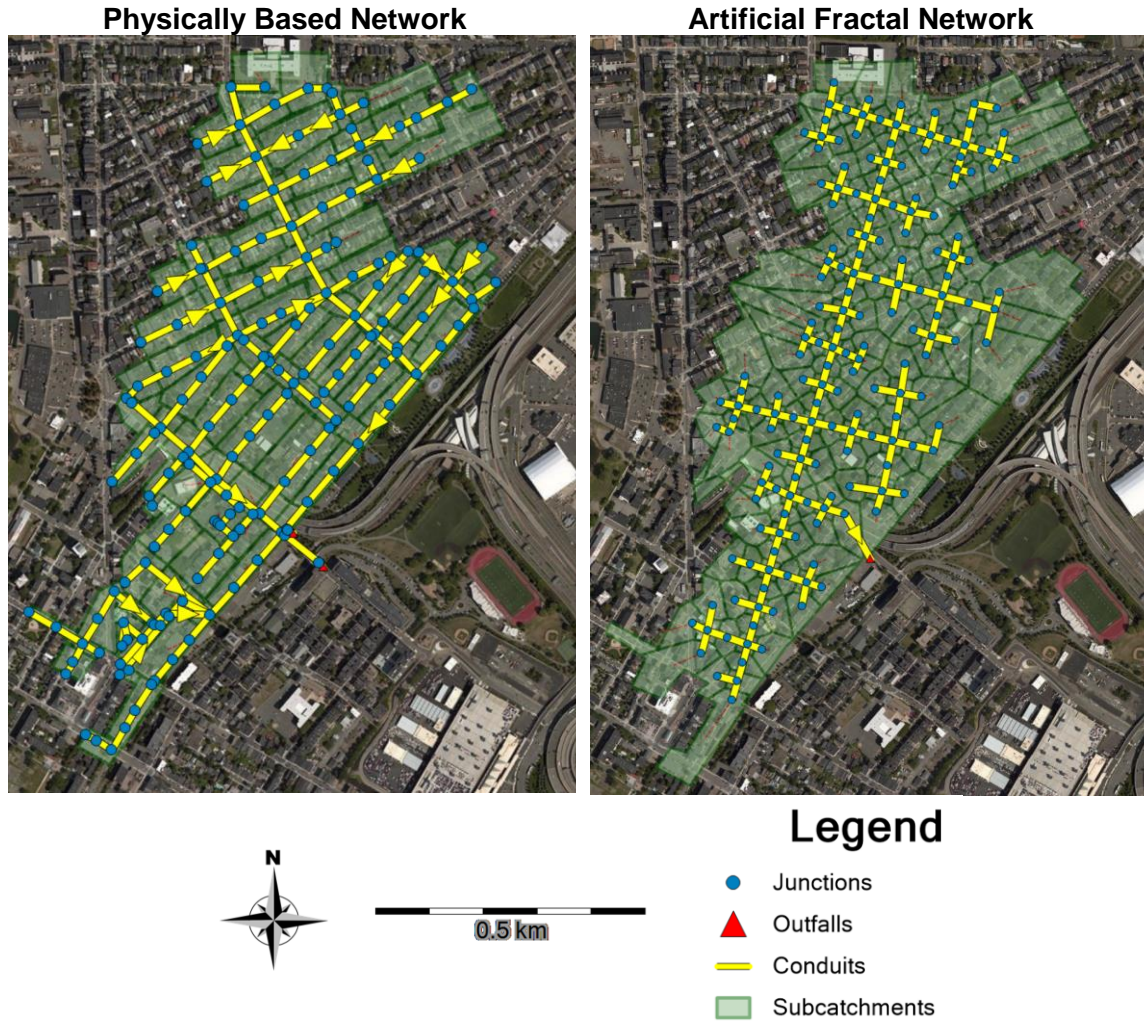 Physically Based Network
Artificial Fractal Network
Legend
N
0.5 km
Junctions
Outfalls
Conduits
Subcatchments